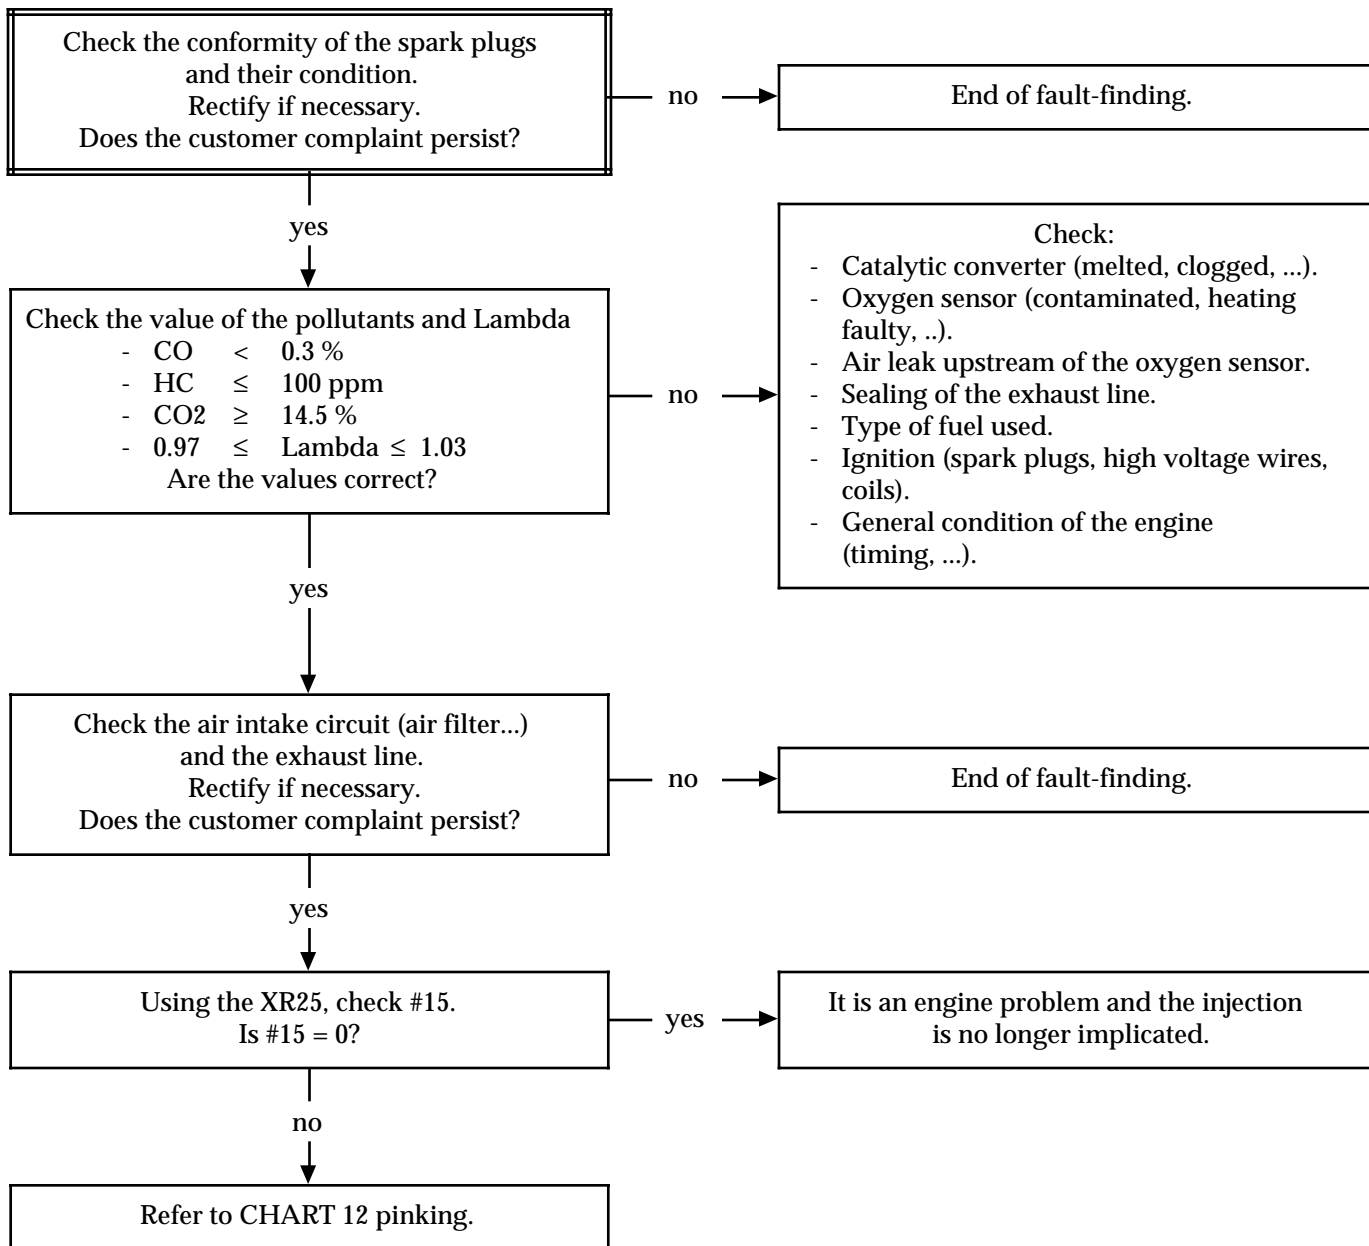 Check the conformity of the spark plugs
and their condition.
Rectify if necessary.
Does the customer complaint persist?
no
End of fault-finding.
yes
Check the value of the pollutants and Lambda
- CO < 0.3 %
- HC ≤ 100 ppm
- CO2 ≥ 14.5 %
- 0.97 ≤ Lambda ≤ 1.03
Are the values correct?
no
Check:
- Catalytic converter (melted, clogged, ...).
- Oxygen sensor (contaminated, heating
faulty, ..).
- Air leak upstream of the oxygen sensor.
- Sealing of the exhaust line.
- Type of fuel used.
- Ignition (spark plugs, high voltage wires,
coils).
- General condition of the engine
(timing, ...).
yes
Check the air intake circuit (air filter...)
and the exhaust line.
Rectify if necessary.
Does the customer complaint persist?
no
End of fault-finding.
yes
Using the XR25, check #15.
Is #15 = 0?
yes
It is an engine problem and the injection
is no longer implicated.
no
Refer to CHART 12 pinking.